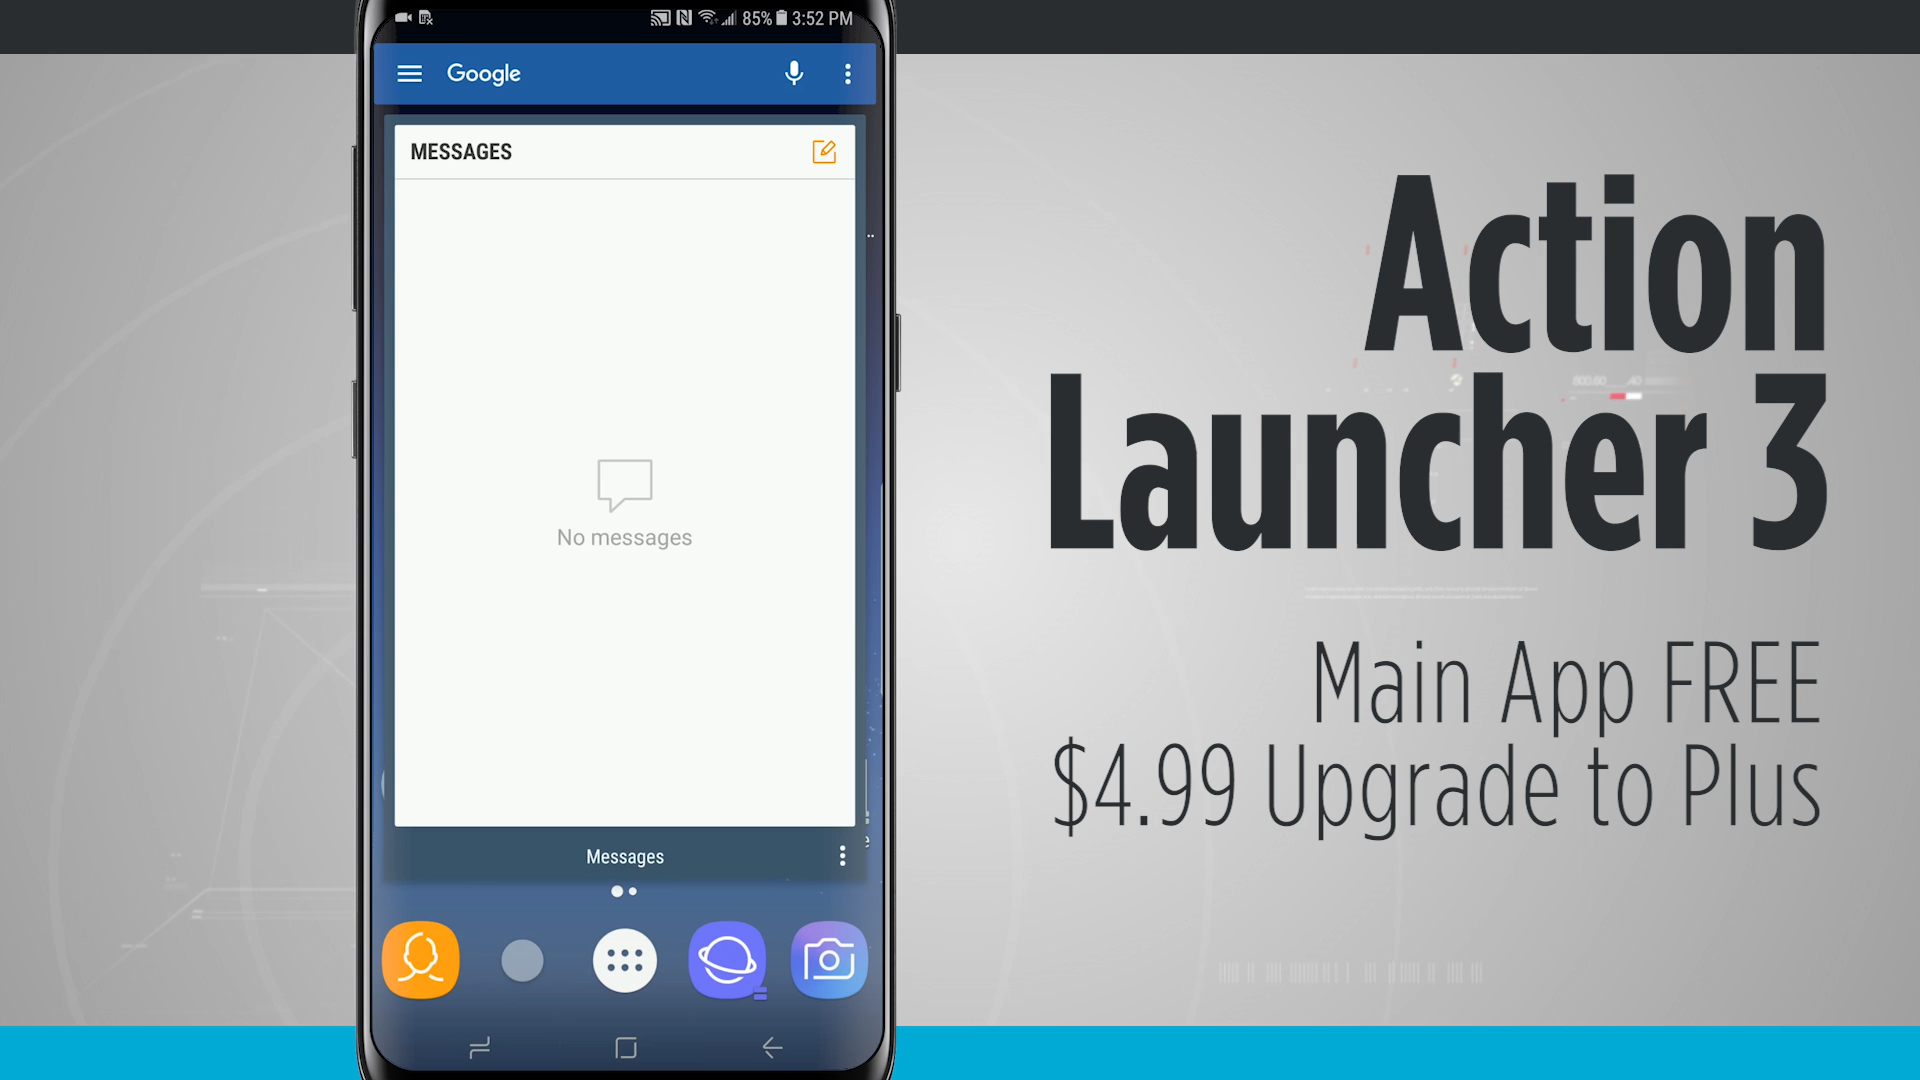 85% 3:52 PM
Google
MESSAGES
No messages
Messages
Action
Launcher 3
Main App FREE
$4.99 Upgrade to Plus